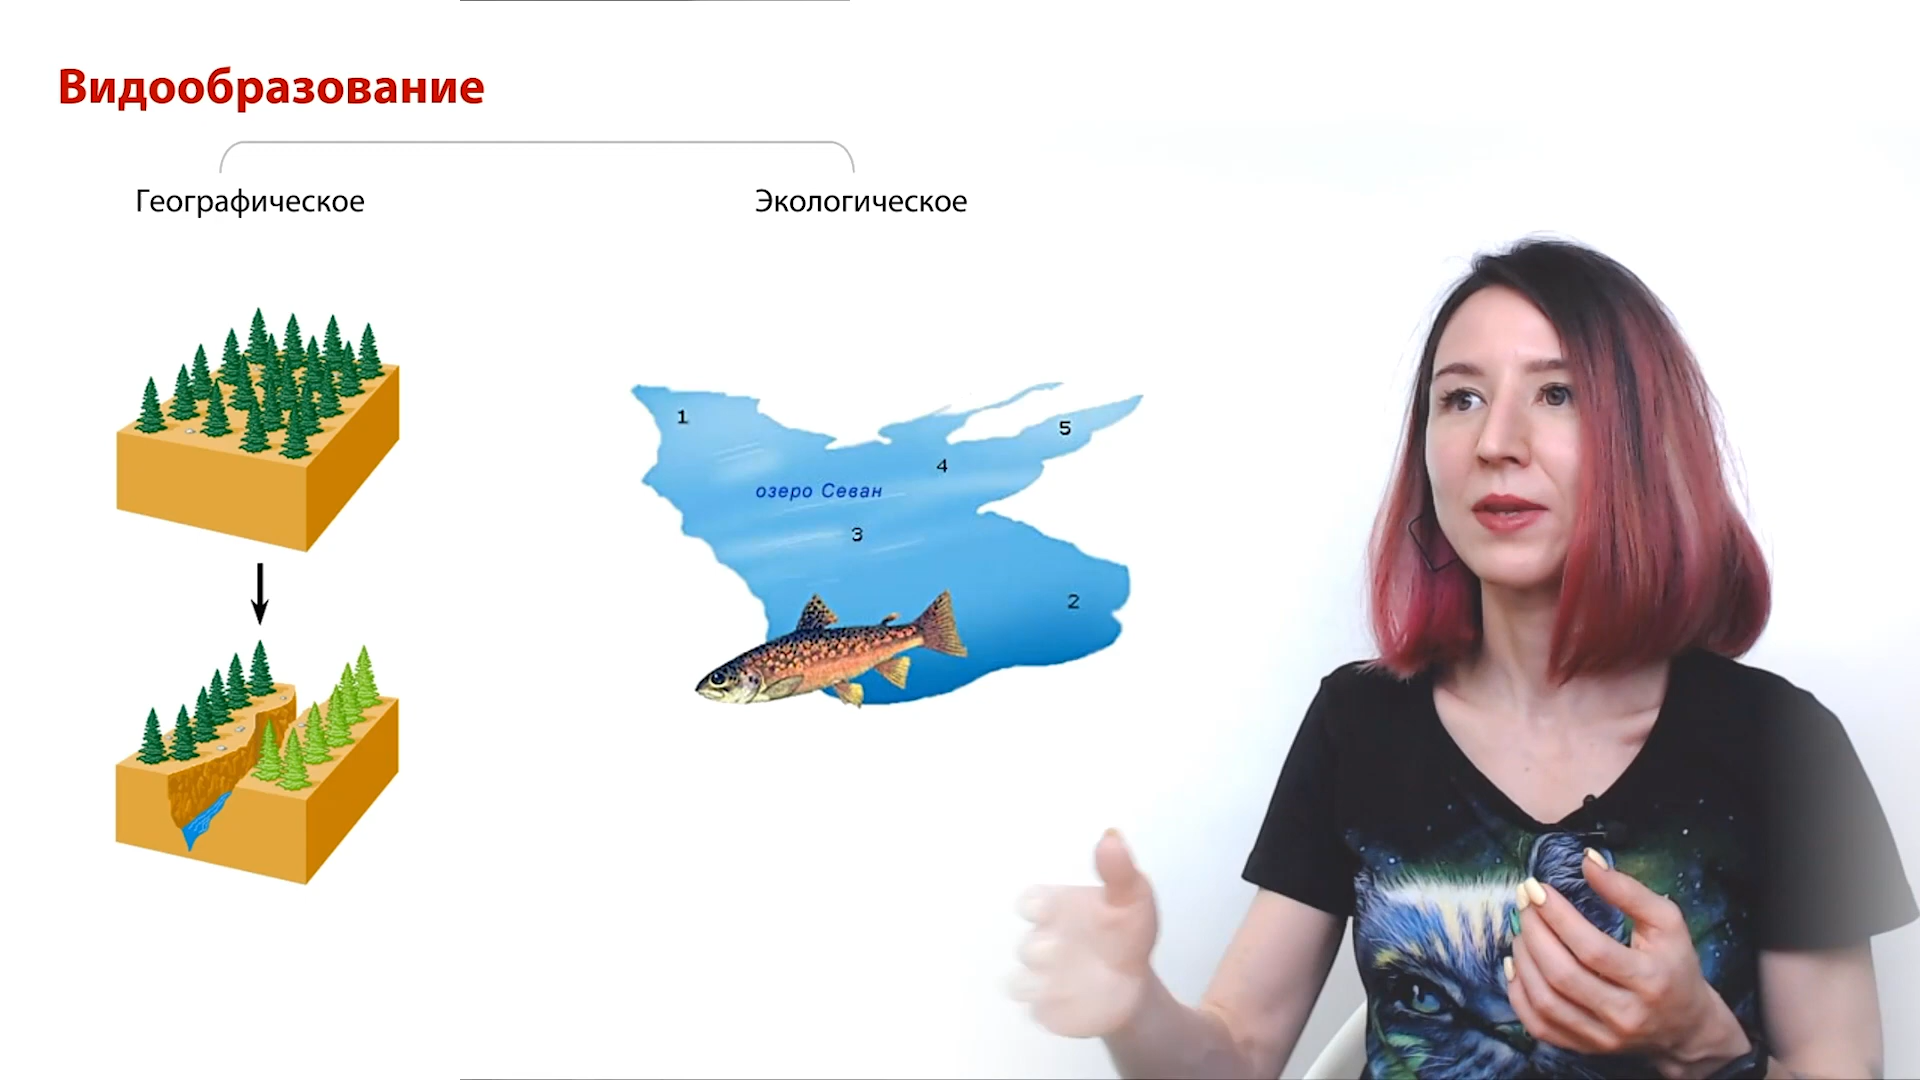 Видообразование
Географическое
Экологическое
1
5
4
озеро Севан
3
2